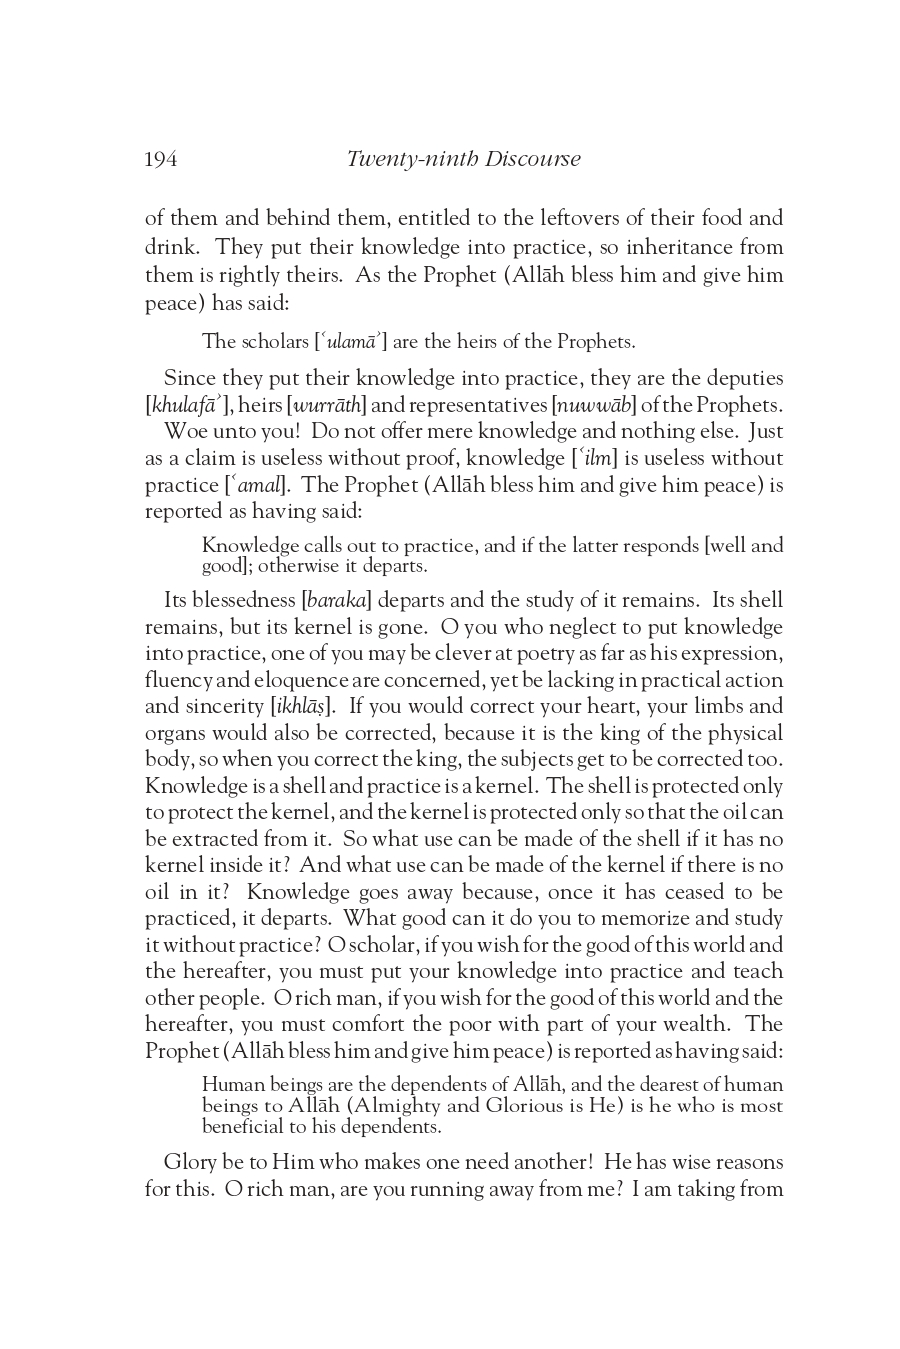 194 Twenty-ninth Discourse
of them and behind them, entitled to the leftovers of their food and
drink. They put their knowledge into practice, so inheritance from
them is rightly theirs. As the Prophet (Allāh bless him and give him
peace) has said:
The scholars [ʿulamāʾ] are the heirs of the Prophets.
Since they put their knowledge into practice, they are the deputies
[khulafāʾ], heirs [wurrāth] and representatives [nuwwāb] of the Prophets.
Woe unto you! Do not offer mere knowledge and nothing else. Just
as a claim is useless without proof, knowledge [ʿilm] is useless without
practice [ʿamal]. The Prophet (Allāh bless him and give him peace) is
reported as having said:
Knowledge calls out to practice, and if the latter responds [well and
good]; otherwise it departs.
Its blessedness [baraka] departs and the study of it remains. Its shell
remains, but its kernel is gone. O you who neglect to put knowledge
into practice, one of you may be clever at poetry as far as his expression,
fluency and eloquence are concerned, yet be lacking in practical action
and sincerity [ikhlāṣ]. If you would correct your heart, your limbs and
organs would also be corrected, because it is the king of the physical
body, so when you correct the king, the subjects get to be corrected too.
Knowledge is a shell and practice is a kernel. The shell is protected only
to protect the kernel, and the kernel is protected only so that the oil can
be extracted from it. So what use can be made of the shell if it has no
kernel inside it? And what use can be made of the kernel if there is no
oil in it? Knowledge goes away because, once it has ceased to be
practiced, it departs. What good can it do you to memorize and study
it without practice? O scholar, if you wish for the good of this world and
the hereafter, you must put your knowledge into practice and teach
other people. O rich man, if you wish for the good of this world and the
hereafter, you must comfort the poor with part of your wealth. The
Prophet (Allāh bless him and give him peace) is reported as having said:
Human beings are the dependents of Allāh, and the dearest of human
beings to Allāh (Almighty and Glorious is He) is he who is most
beneficial to his dependents.
Glory be to Him who makes one need another! He has wise reasons
for this. O rich man, are you running away from me? I am taking from